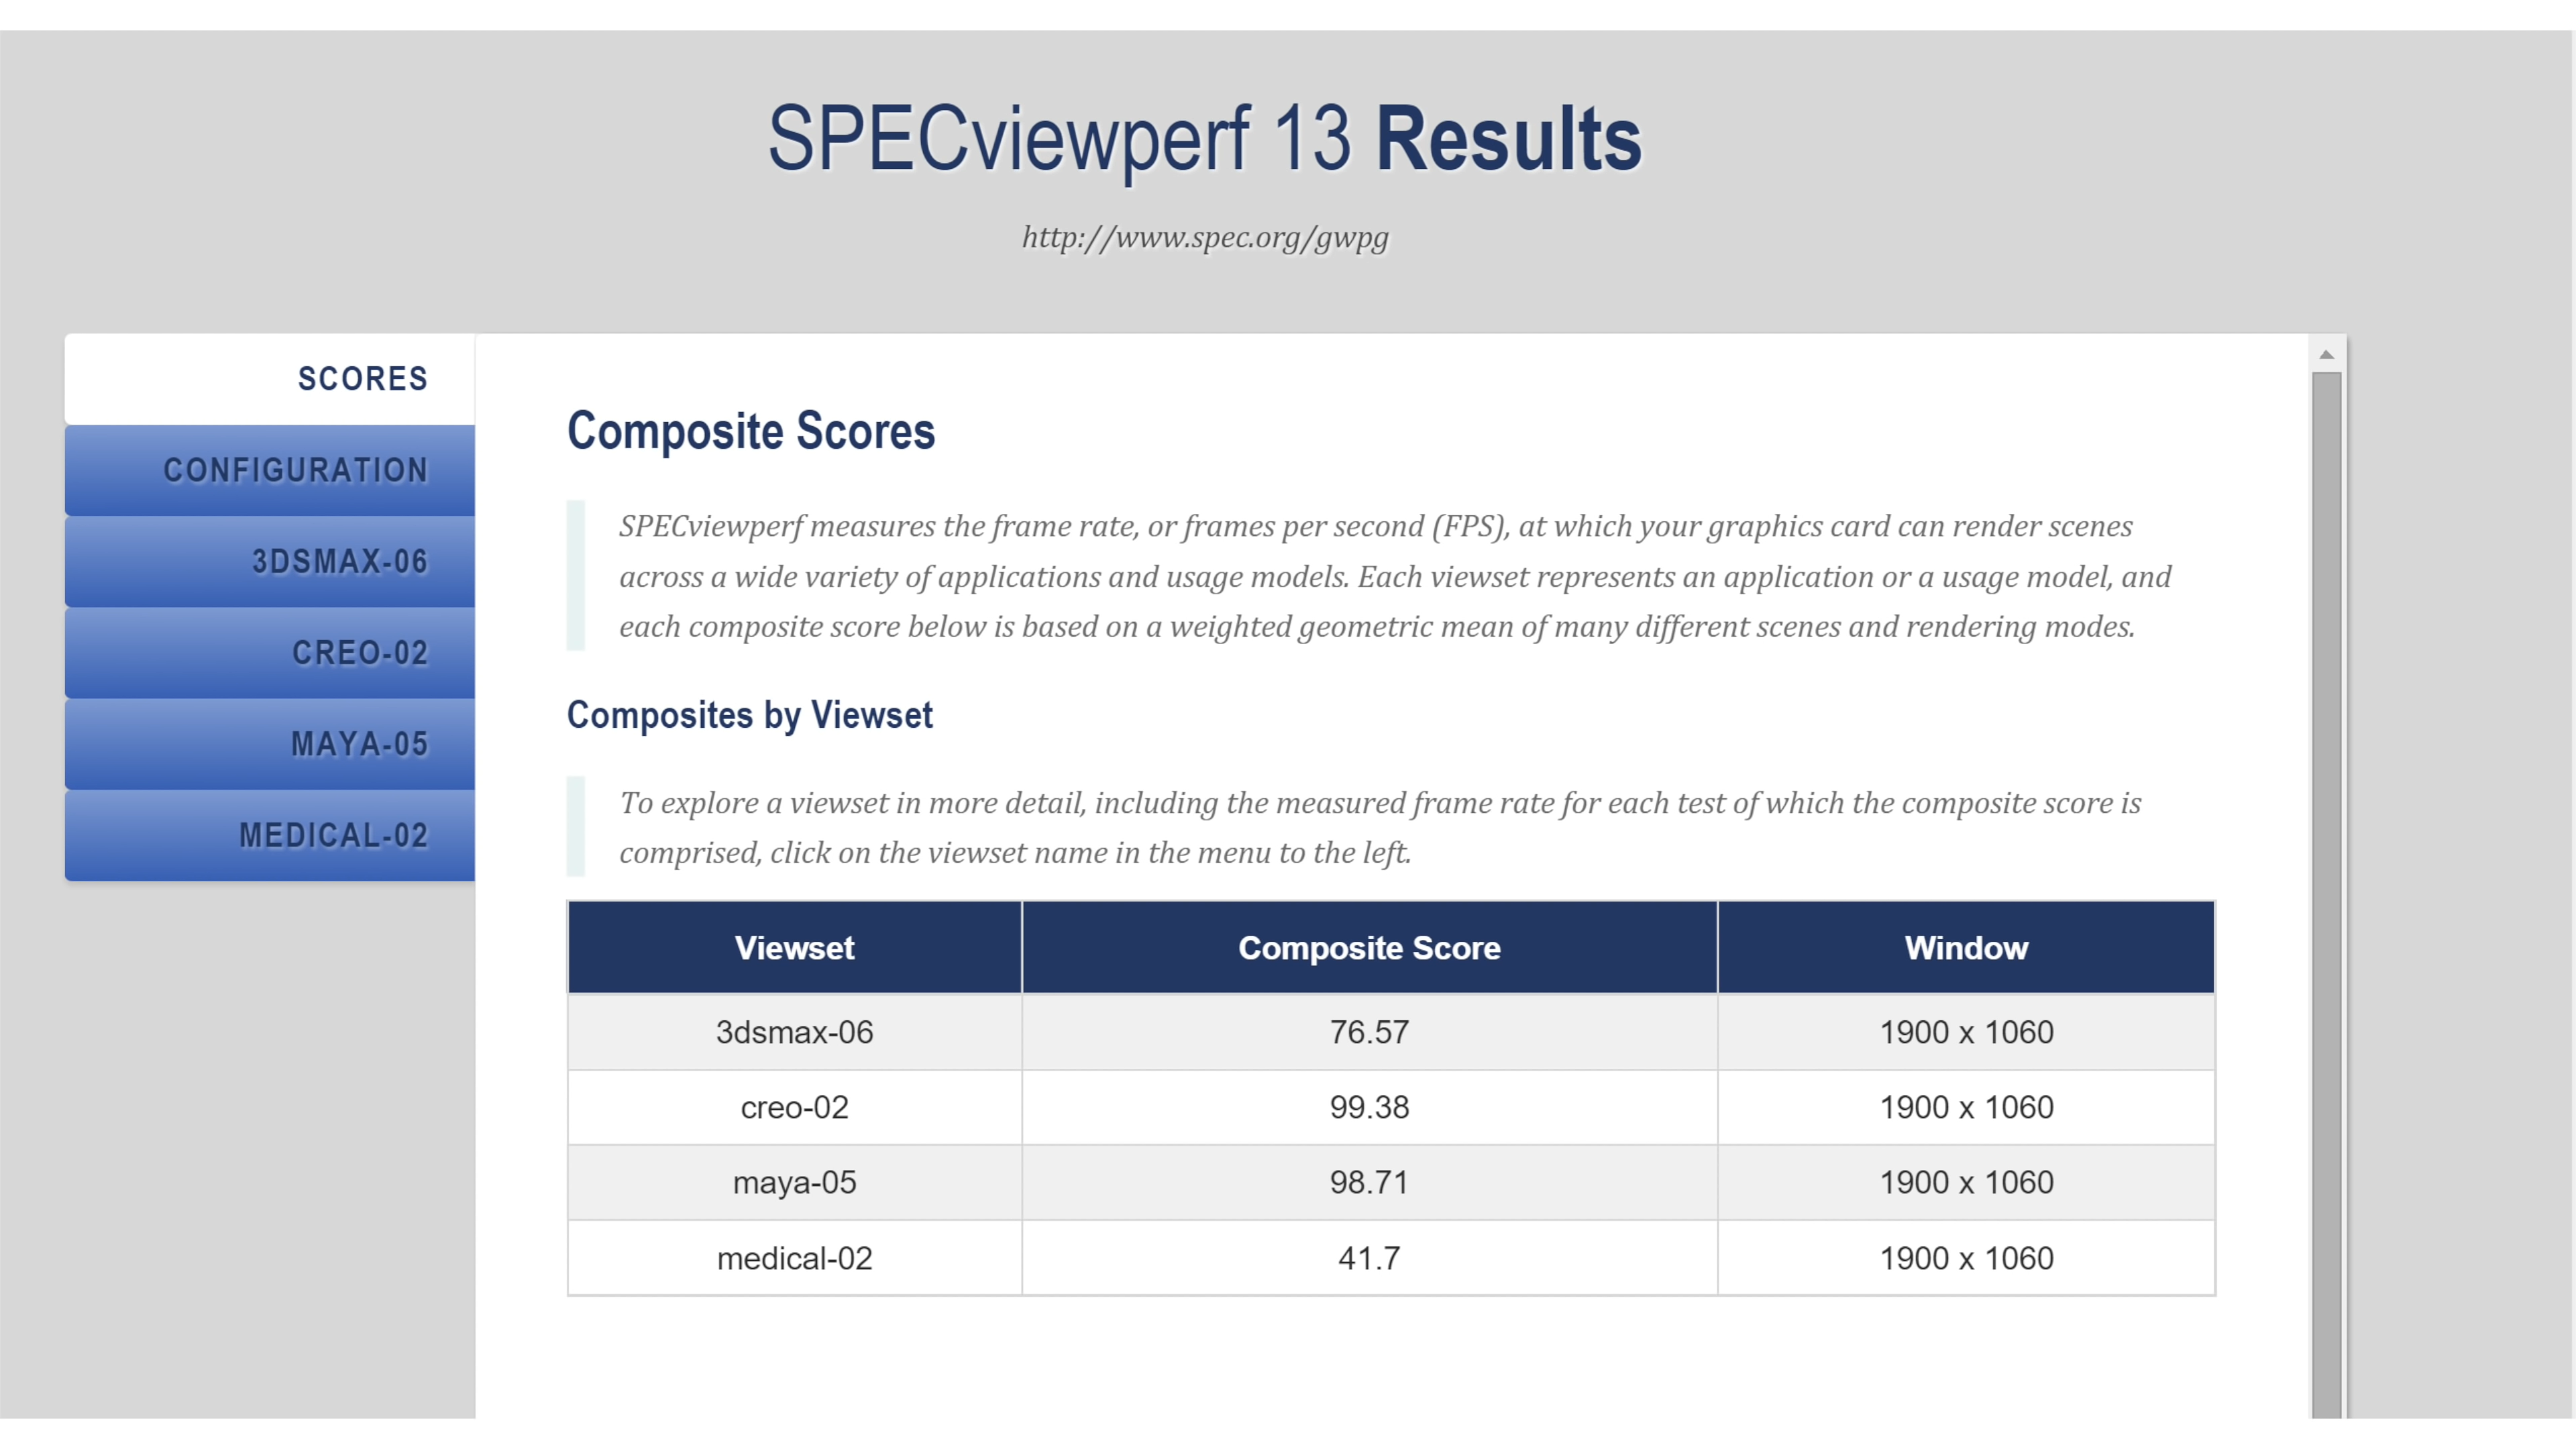 SPECviewperf 13 Results
http://www.spec.org/gwpg
SCORES
CONFIGURATION
3DSMAX-06
CREO-02
MAYA-05
MEDICAL-02
Composite Scores
SPECviewperf measures the frame rate, or frames per second (FPS), at which your graphics card can render scenes
across a wide variety of applications and usage models. Each viewset represents an application or a usage model, and
each composite score below is based on a weighted geometric mean of many different scenes and rendering modes.
Composites by Viewset
To explore a viewset in more detail, including the measured frame rate for each test of which the composite score is
comprised, click on the viewset name in the menu to the left.
Viewset Composite Score Window
3dsmax-06 76.57 1900 x 1060
creo-02 99.38 1900 x 1060
maya-05 98.71 1900 x 1060
medical-02 41.7 1900 x 1060